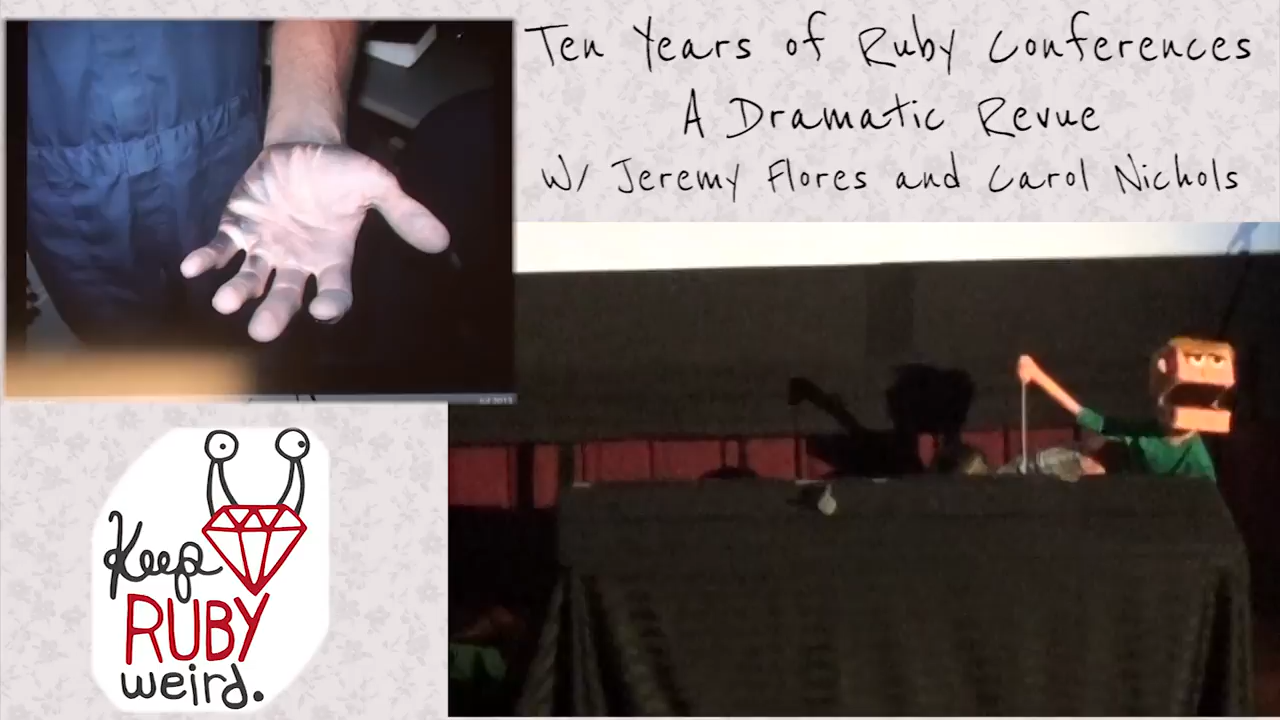 Ten Years of Ruby Conferences
A Dramatic Revue
W/ Jeremy Flores and Carol Nichols
Keep
RUBY
weird.